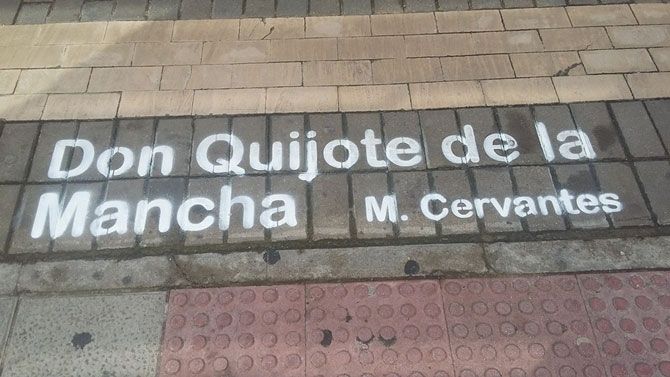 Don Quijote de la
Mancha M. Cervantes